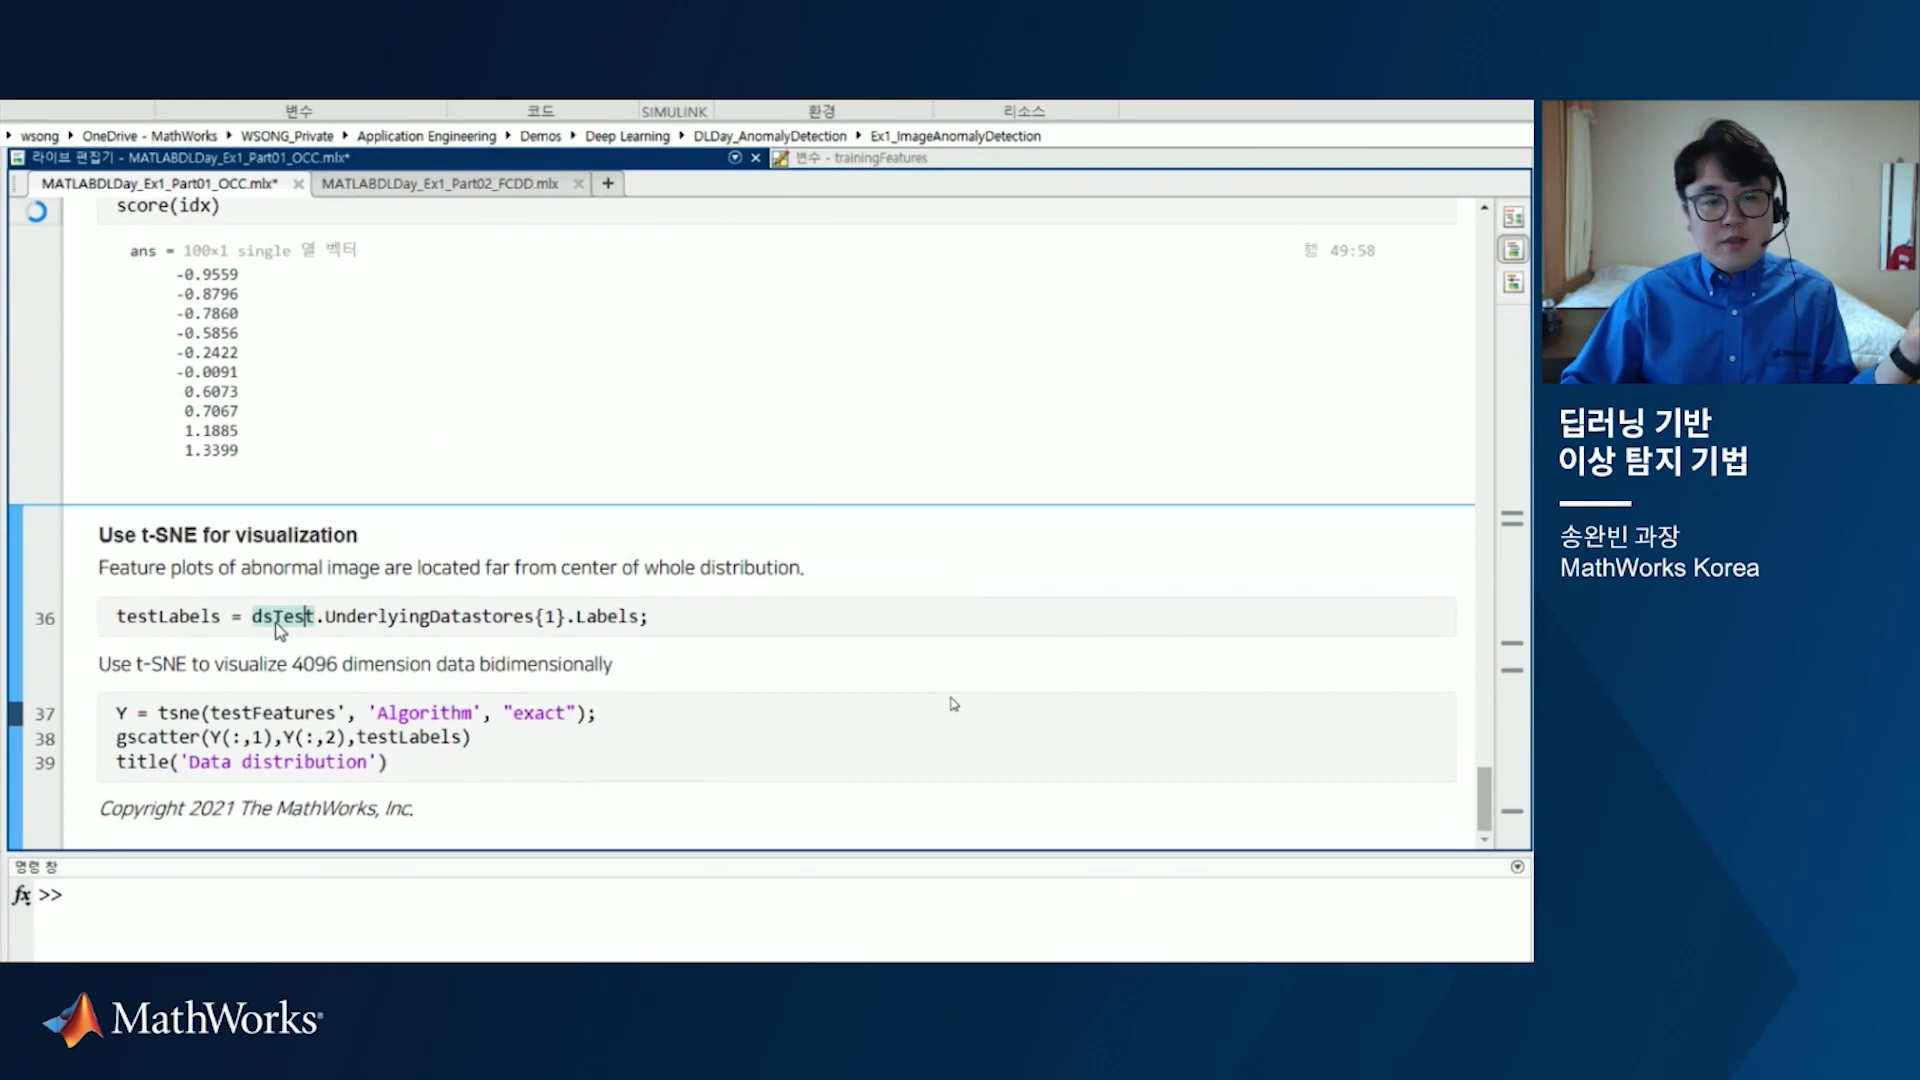 변수
코드
SIMULINK
환경
리소스
wsong ▸ OneDrive - MathWorks ▸ WSONG_Private ▸ Application Engineering ▸ Demos ▸ Deep Learning ▸ DLDay_AnomalyDetection ▸ Ex1_ImageAnomalyDetection
라이브 편집기 - MATLABDLDay_Ex1_Part01_OCC.mlx*
변수 - trainingFeatures
MATLABDLDay_Ex1_Part01_OCC.mlx*
MATLABDLDay_Ex1_Part02_FCDD.mlx
score(idx)
ans = 100×1 single 열 벡터
행 49:58
-0.9559
-0.8796
-0.7860
-0.5856
-0.2422
-0.0091
0.6073
0.7067
1.1885
1.3399
Use t-SNE for visualization
Feature plots of abnormal image are located far from center of whole distribution.
36 testLabels = dsTest.UnderlyingDatastores{1}.Labels;
Use t-SNE to visualize 4096 dimension data bidimensionally
37 Y = tsne(testFeatures', 'Algorithm', "exact");
38 gscatter(Y(:,1),Y(:,2),testLabels)
39 title('Data distribution')
Copyright 2021 The MathWorks, Inc.
명령 창
fx >>
딥러닝 기반
이상 탐지 기법
송완빈 과장
MathWorks Korea
MathWorks®